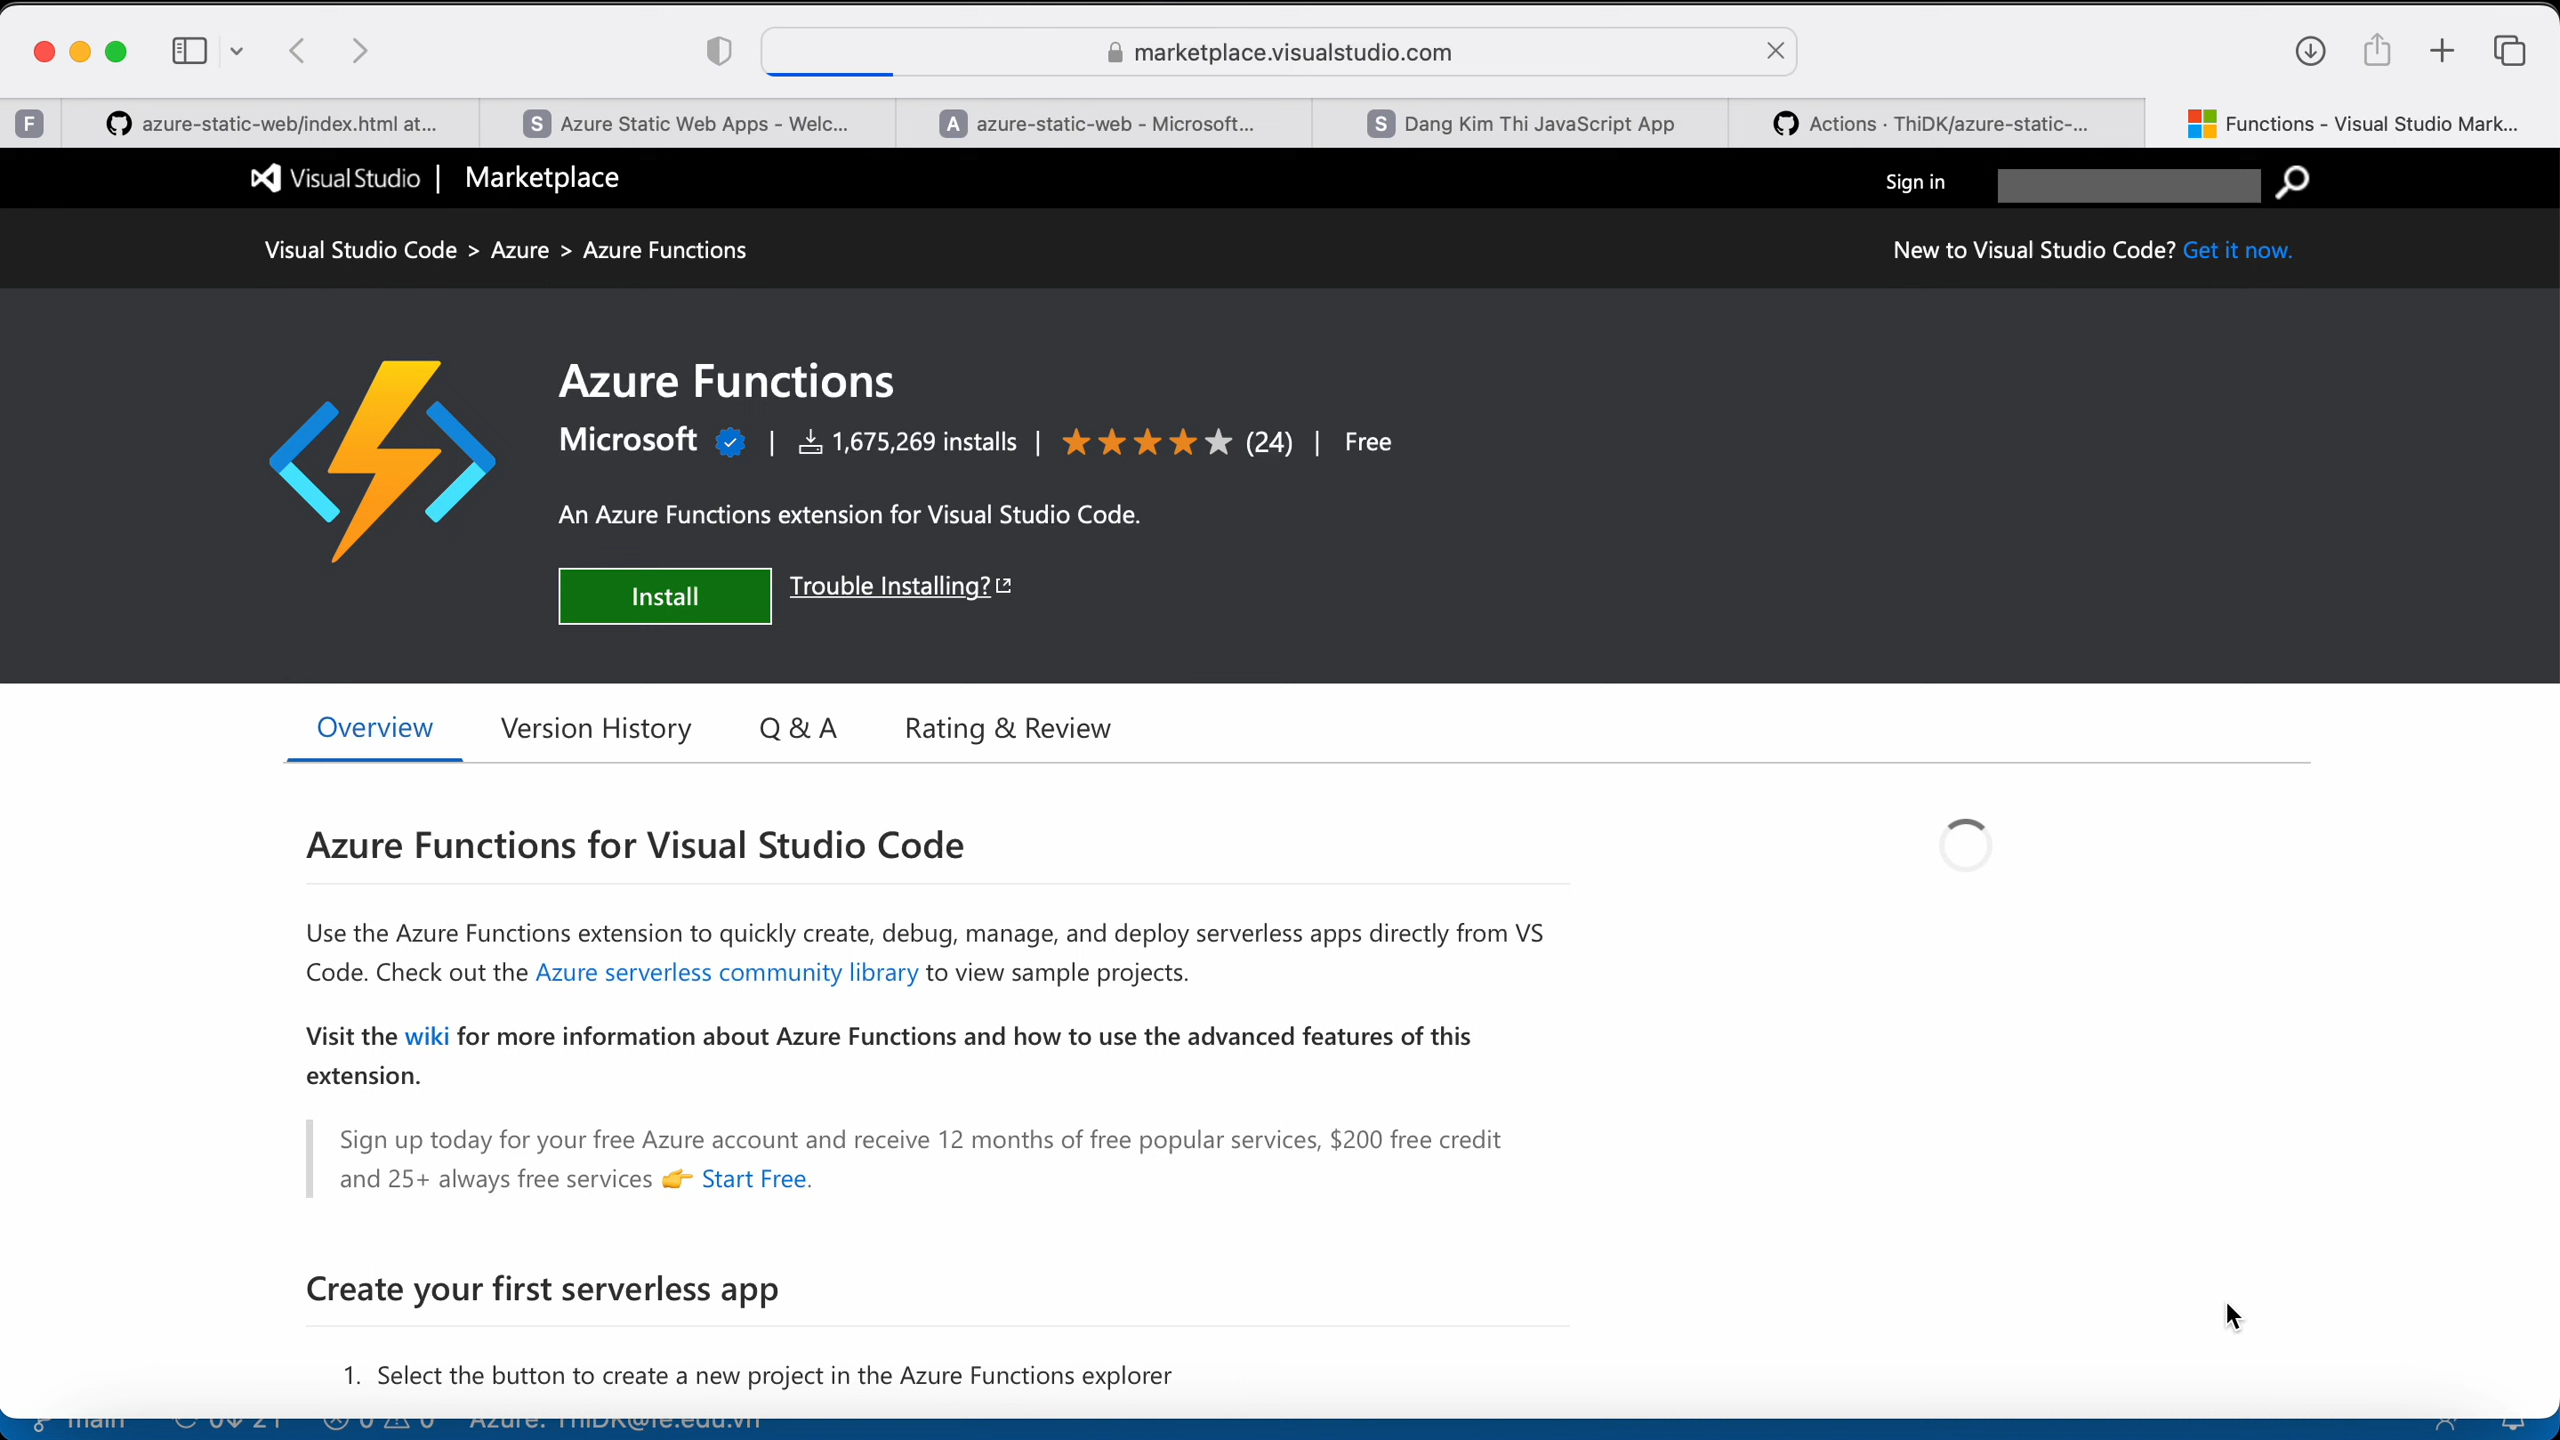 marketplace.visualstudio.com
F
azure-static-web/index.html at...
S Azure Static Web Apps - Welc...
A azure-static-web - Microsoft...
S Dang Kim Thi JavaScript App
Actions · ThiDK/azure-static-...
Functions - Visual Studio Mark...
Visual Studio | Marketplace
Sign in
Visual Studio Code > Azure > Azure Functions
New to Visual Studio Code? Get it now.
Azure Functions
Microsoft | 1,675,269 installs | (24) | Free
An Azure Functions extension for Visual Studio Code.
Install
Trouble Installing?
Overview
Version History
Q & A
Rating & Review
Azure Functions for Visual Studio Code
Use the Azure Functions extension to quickly create, debug, manage, and deploy serverless apps directly from VS
Code. Check out the Azure serverless community library to view sample projects.
Visit the wiki for more information about Azure Functions and how to use the advanced features of this
extension.
Sign up today for your free Azure account and receive 12 months of free popular services, $200 free credit
and 25+ always free services 👉 Start Free.
Create your first serverless app
1. Select the button to create a new project in the Azure Functions explorer
main
Azure: ThiDK@fe.edu.vn